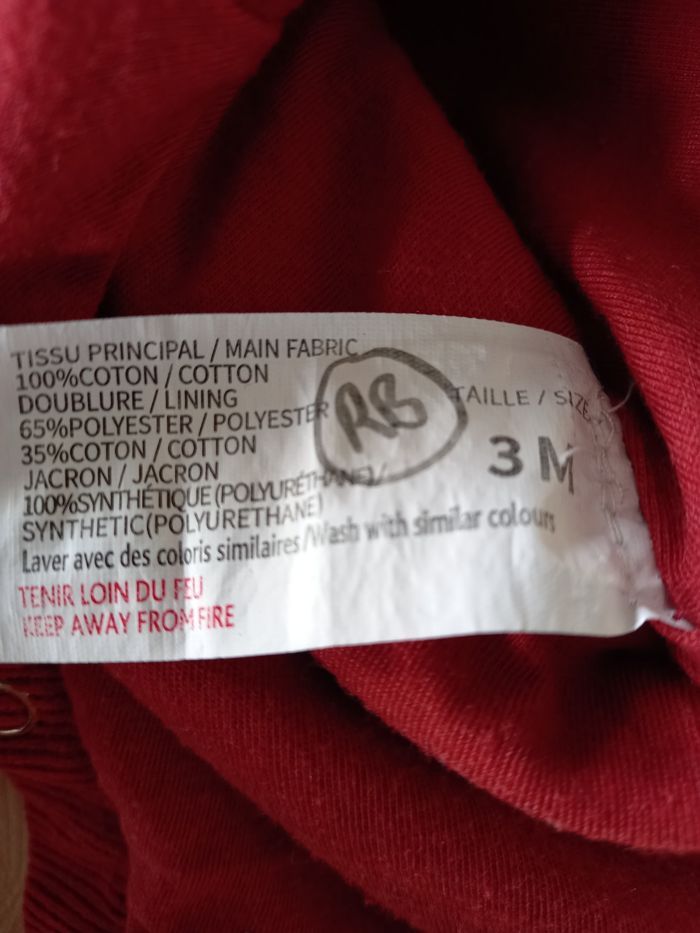 TISSU PRINCIPAL / MAIN FABRIC
100%COTON / COTTON
DOUBLURE / LINING
65%POLYESTER / POLYESTER
35%COTON / COTTON
JACRON / JACRON
100%SYNTHÉTIQUE (POLYURÉTHANE)/
SYNTHETIC(POLYURETHANE)
Laver avec des coloris similaires / Wash with similar colours
TENIR LOIN DU FEU
KEEP AWAY FROM FIRE
RB
TAILLE / SIZE
3 M